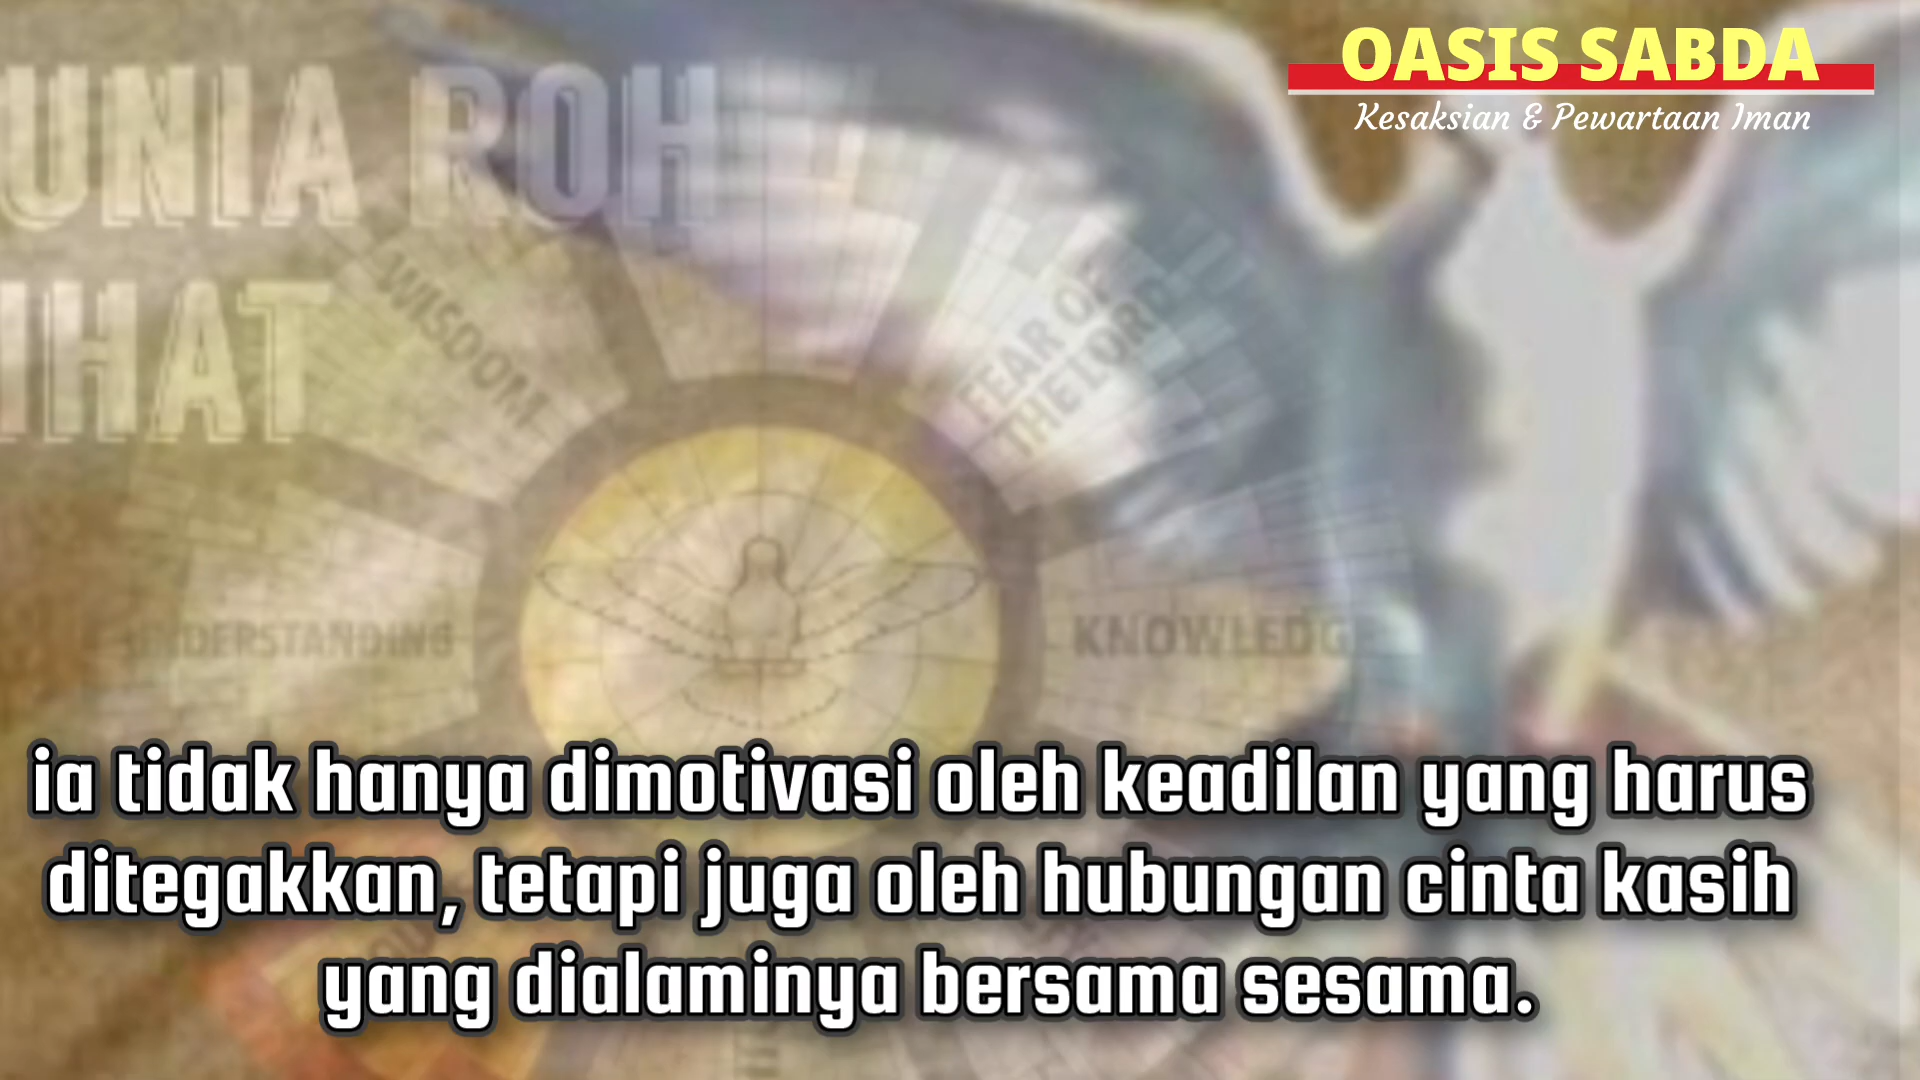 OASIS SABDA
Kesaksian & Pewartaan Iman
UNIA ROH
IHAT
WISDOM
FEAR OF
THE LORD
UNDERSTANDING
KNOWLEDGE
ia tidak hanya dimotivasi oleh keadilan yang harus
ditegakkan, tetapi juga oleh hubungan cinta kasih
yang dialaminya bersama sesama.